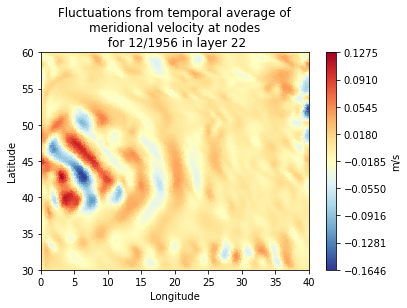 Fluctuations from temporal average of
meridional velocity at nodes
for 12/1956 in layer 22
60
55
50
45
40
35
30
Latitude
0 5 10 15 20 25 30 35 40
Longitude
0.1275
0.0910
0.0545
0.0180
−0.0185
−0.0550
−0.0916
−0.1281
−0.1646
m/s